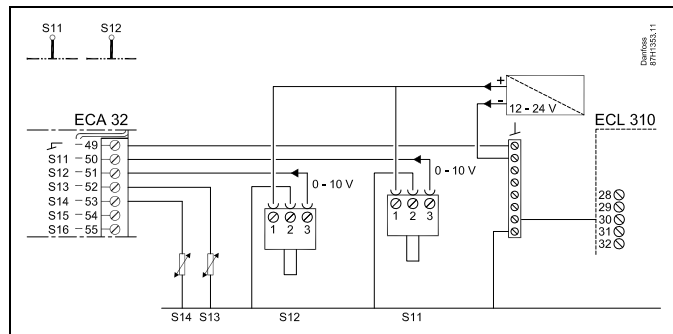 S11 S12
Danfoss
87H1353.11
+
-
12 - 24 V
ECA 32
ECL 310
49
S11 50
S12 51
S13 52
S14 53
S15 54
S16 55
0 - 10 V
0 - 10 V
1 2 3
1 2 3
28
29
30
31
32
S14 S13 S12 S11